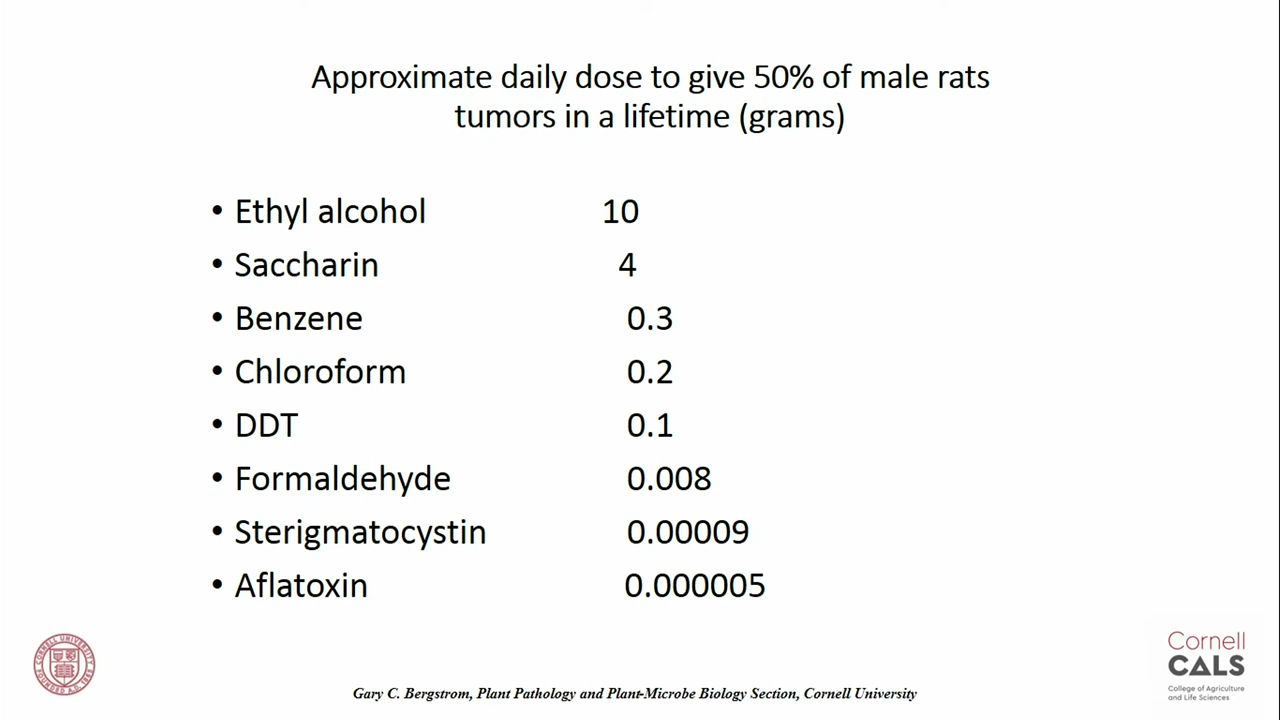 Approximate daily dose to give 50% of male rats
tumors in a lifetime (grams)
• Ethyl alcohol 10
• Saccharin 4
• Benzene 0.3
• Chloroform 0.2
• DDT 0.1
• Formaldehyde 0.008
• Sterigmatocystin 0.00009
• Aflatoxin 0.000005
Cornell
CALS
College of Agriculture
and Life Sciences
Gary C. Bergstrom, Plant Pathology and Plant-Microbe Biology Section, Cornell University